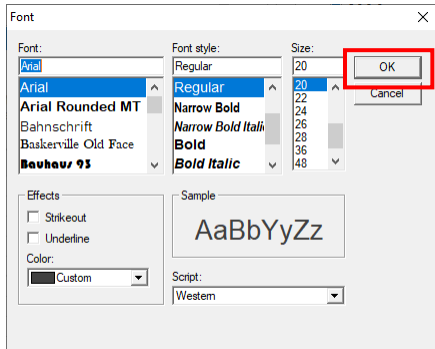 Font
Font:
Arial
Arial
Arial Rounded MT
Bahnschrift
Baskerville Old Face
Bauhaus 93
Font style:
Regular
Regular
Narrow Bold
Narrow Bold Itali
Bold
Bold Italic
Size:
20
20
22
24
26
28
36
48
OK
Cancel
Effects
Strikeout
Underline
Color:
Custom
Sample
AaBbYyZz
Script:
Western